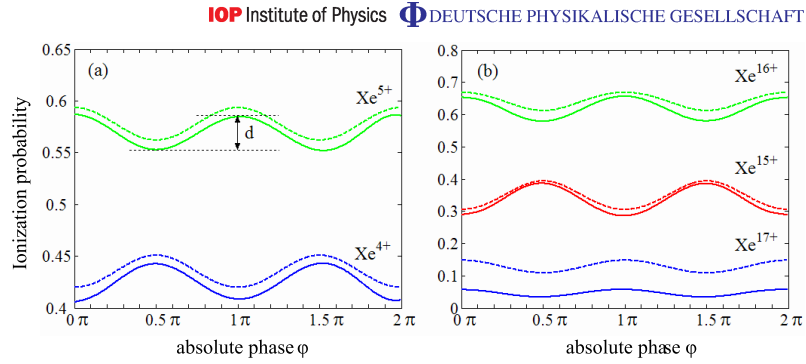 IOP Institute of Physics ΦDEUTSCHE PHYSIKALISCHE GESELLSCHAFT
(a)
Xe5+
d
Xe4+
Ionization probability
0.65
0.6
0.55
0.5
0.45
0.4
0 π 0.5 π 1 π 1.5 π 2 π
absolute phase φ
(b)
Xe16+
Xe15+
Xe17+
0.8
0.7
0.6
0.5
0.4
0.3
0.2
0.1
0
0 π 0.5 π 1 π 1.5 π 2 π
absolute phase φ